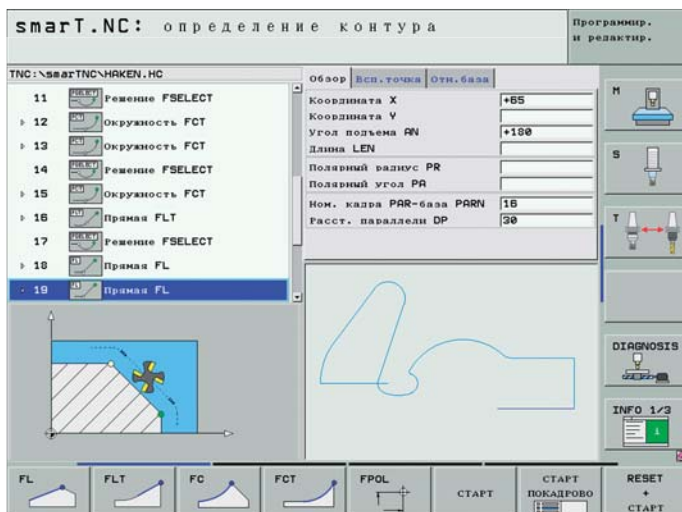 smarT.NC: определение контура
Программир.
и редактир.
TNC:\smarTNC\HAKEN.HC
11 Решение FSELECT
12 Окружность FCT
13 Окружность FCT
14 Решение FSELECT
15 Окружность FCT
16 Прямая FLT
17 Решение FSELECT
18 Прямая FL
19 Прямая FL
Обзор Всп.точка Отн.база
Координата X +65
Координата Y
Угол подъема AN +180
Длина LEN
Полярный радиус PR
Полярный угол PA
Ном. кадра PAR-база PARN 16
Расст. параллели DP 30
M
S
T
DIAGNOSIS
INFO 1/3
FL
FLT
FC
FCT
FPOL
СТАРТ
СТАРТ
ПОКАДРОВО
RESET
+
СТАРТ